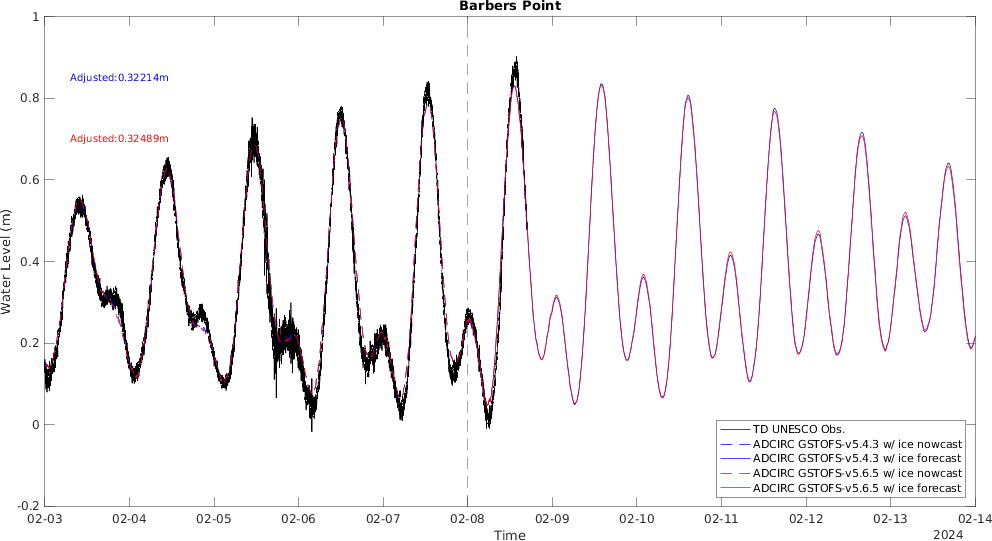 Barbers Point
1
0.8
0.6
0.4
0.2
0
-0.2
Water Level (m)
Adjusted:0.32214m
Adjusted:0.32489m
TD UNESCO Obs.
ADCIRC GSTOFS-v5.4.3 w/ ice nowcast
ADCIRC GSTOFS-v5.4.3 w/ ice forecast
ADCIRC GSTOFS-v5.6.5 w/ ice nowcast
ADCIRC GSTOFS-v5.6.5 w/ ice forecast
02-03 02-04 02-05 02-06 02-07 02-08 02-09 02-10 02-11 02-12 02-13 02-14
Time
2024